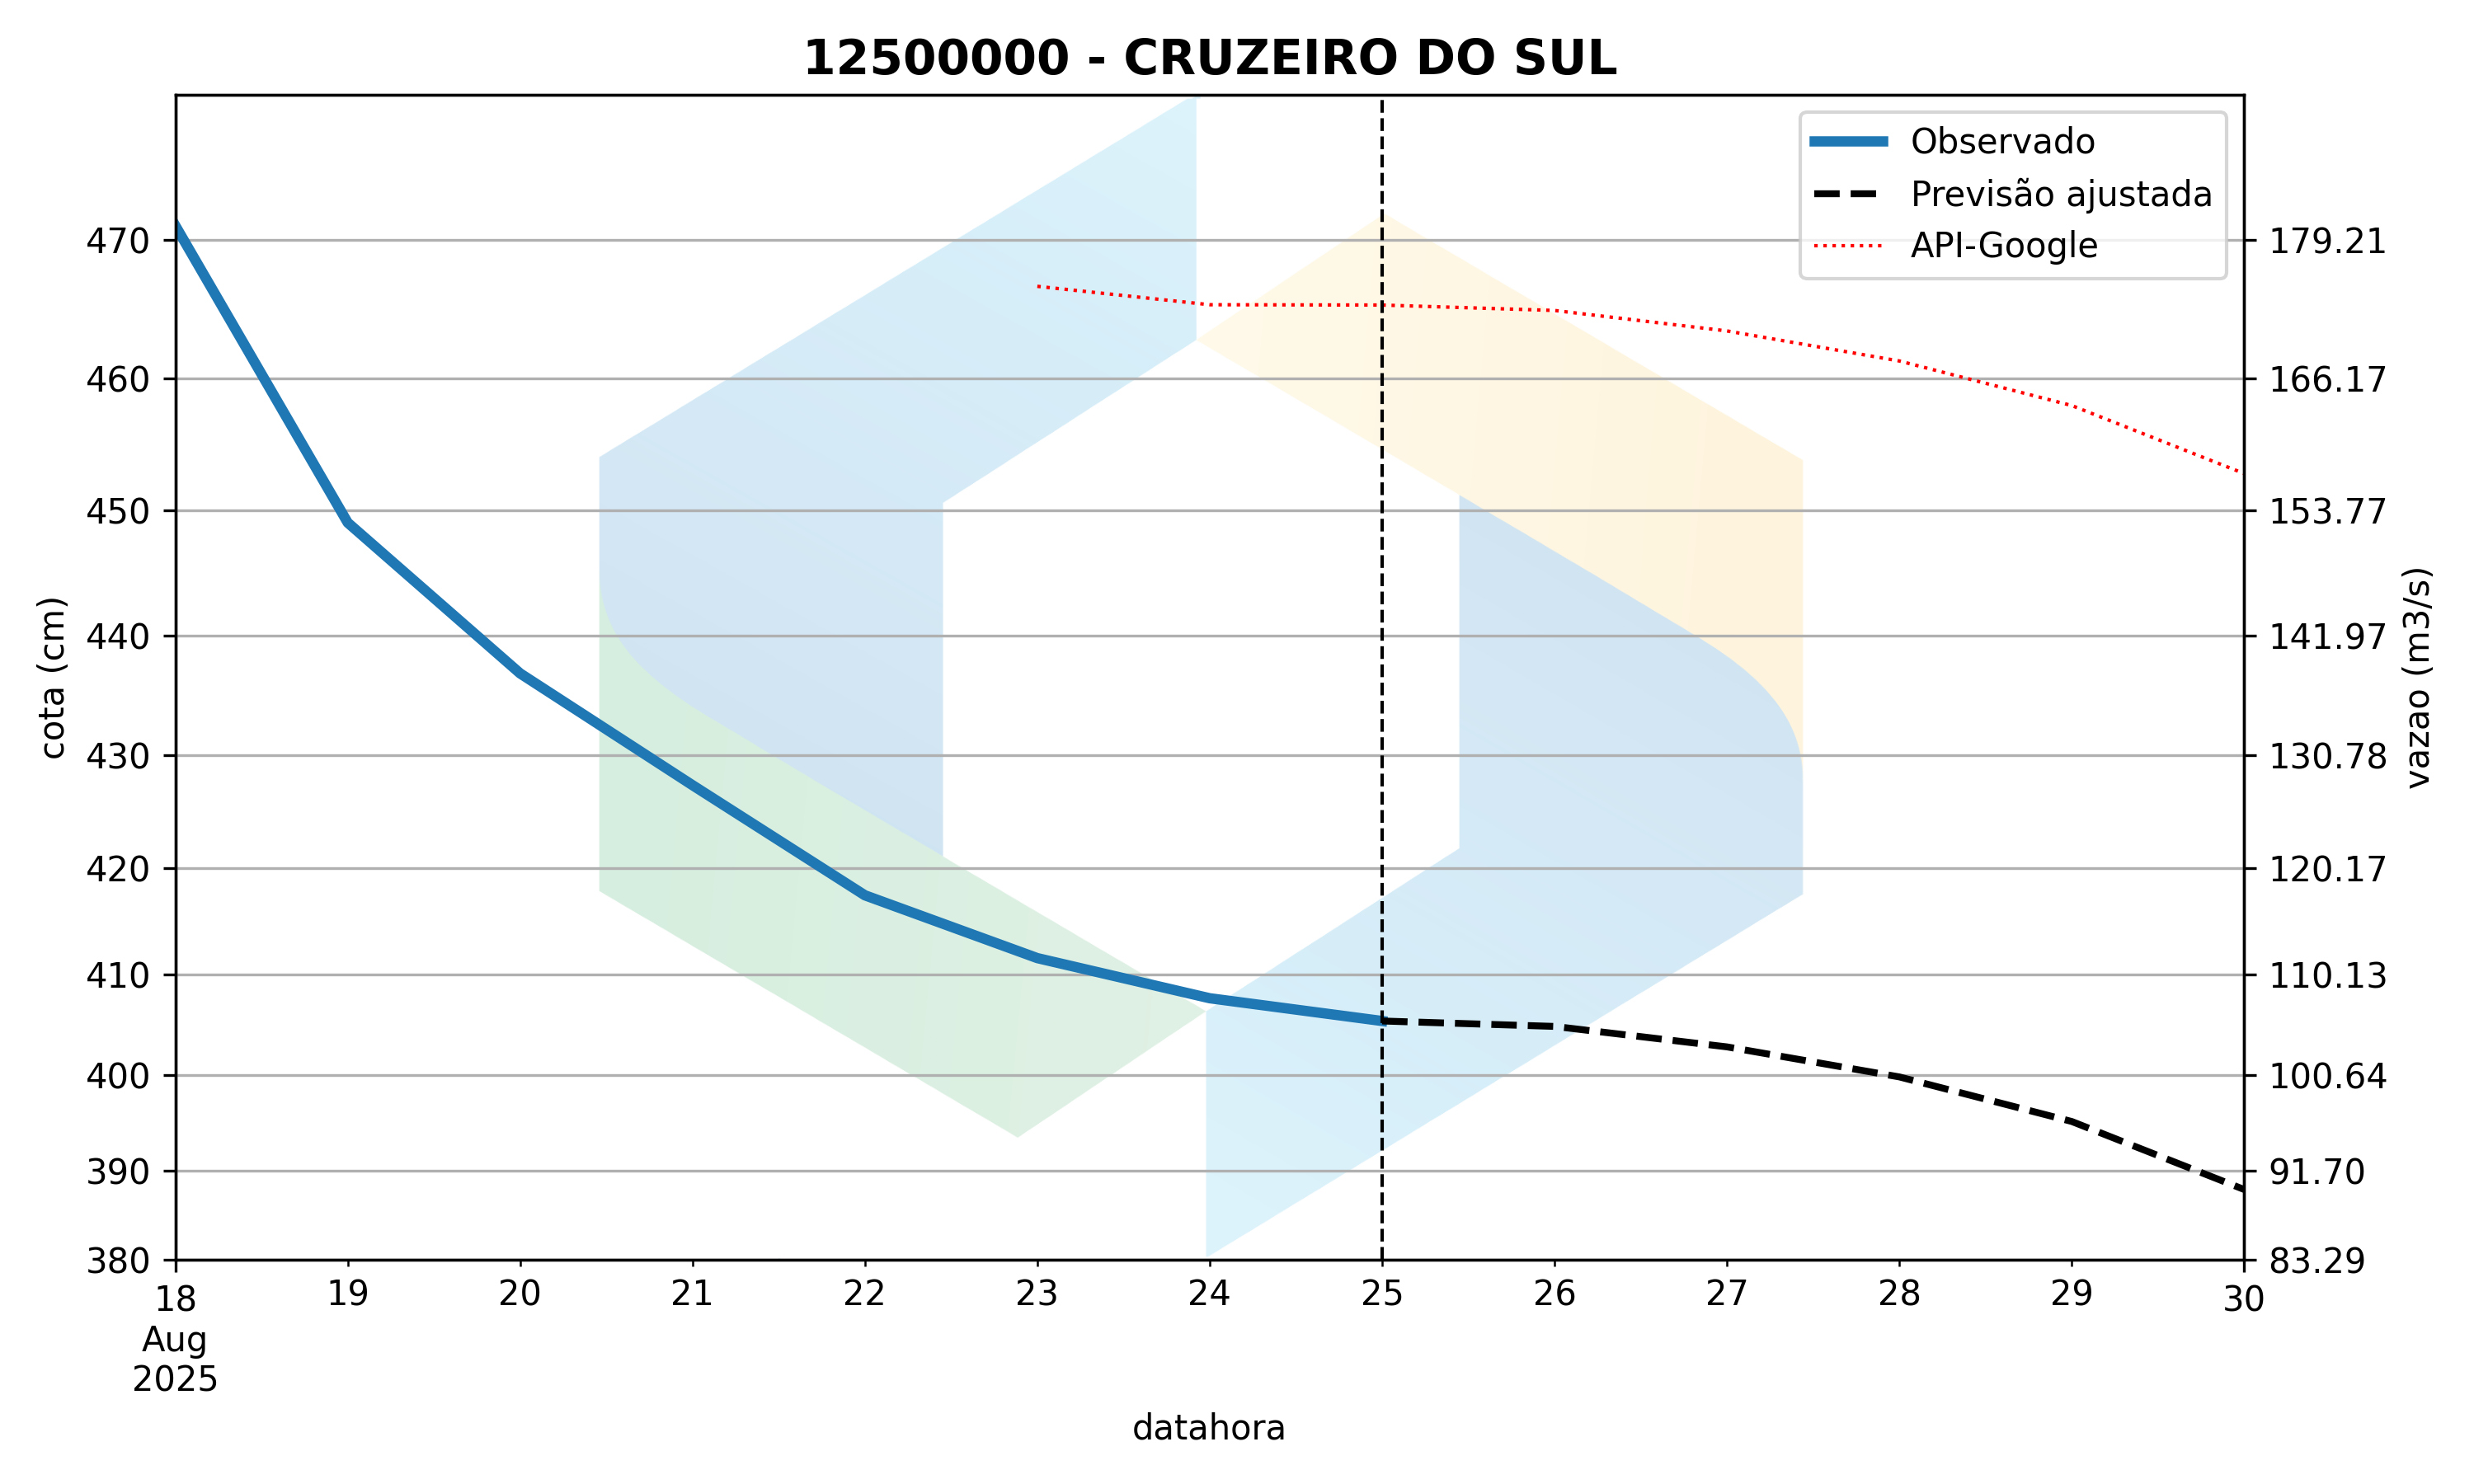 12500000 - CRUZEIRO DO SUL
Observado
Previsão ajustada
API-Google
470
460
450
440
430
420
410
400
390
380
cota (cm)
179.21
166.17
153.77
141.97
130.78
120.17
110.13
100.64
91.70
83.29
vazao (m3/s)
18 19 20 21 22 23 24 25 26 27 28 29 30
Aug
2025
datahora